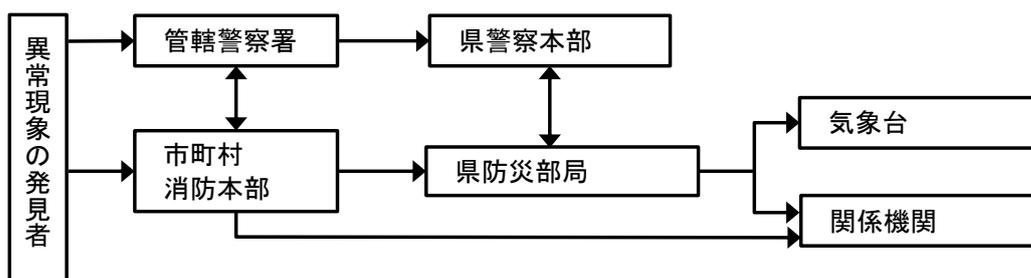 異常現象の発見者
管轄警察署
県警察本部
市町村
消防本部
県防災部局
気象台
関係機関